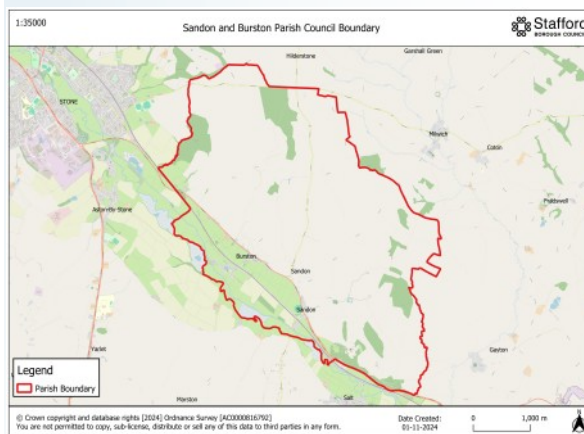 1:35000
Sandon and Burston Parish Council Boundary
Stafford
BOROUGH COUNCIL
Hilderstone
Garshall Green
STONE
Milwich
Coton
Aston-By-Stone
Fradswell
Burston
Sandon
Sandon
Gayton
Yarlet
Marston
Salt
Legend
Parish Boundary
© Crown copyright and database rights [2024] Ordnance Survey [AC0000816792]
You are not permitted to copy, sub-license, distribute or sell any of this data to third parties in any form.
Date Created:
01-11-2024
0 1,000 m